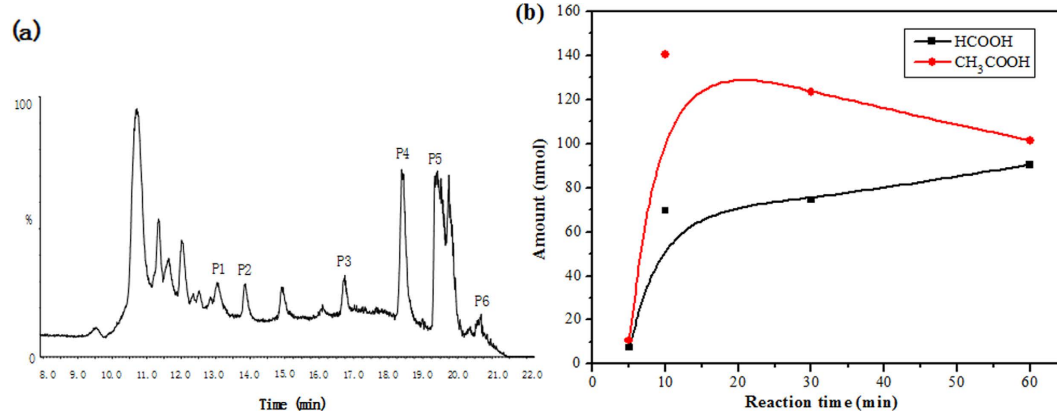 (a)
100
%
0
P1
P2
P3
P4
P5
P6
8.0 9.0 10.0 11.0 12.0 13.0 14.0 15.0 16.0 17.0 18.0 19.0 20.0 21.0 22.0
Time (min)
(b)
HCOOH
CH₃COOH
160
140
120
100
80
60
40
20
0
Amount (nmol)
0 10 20 30 40 50 60
Reaction time (min)